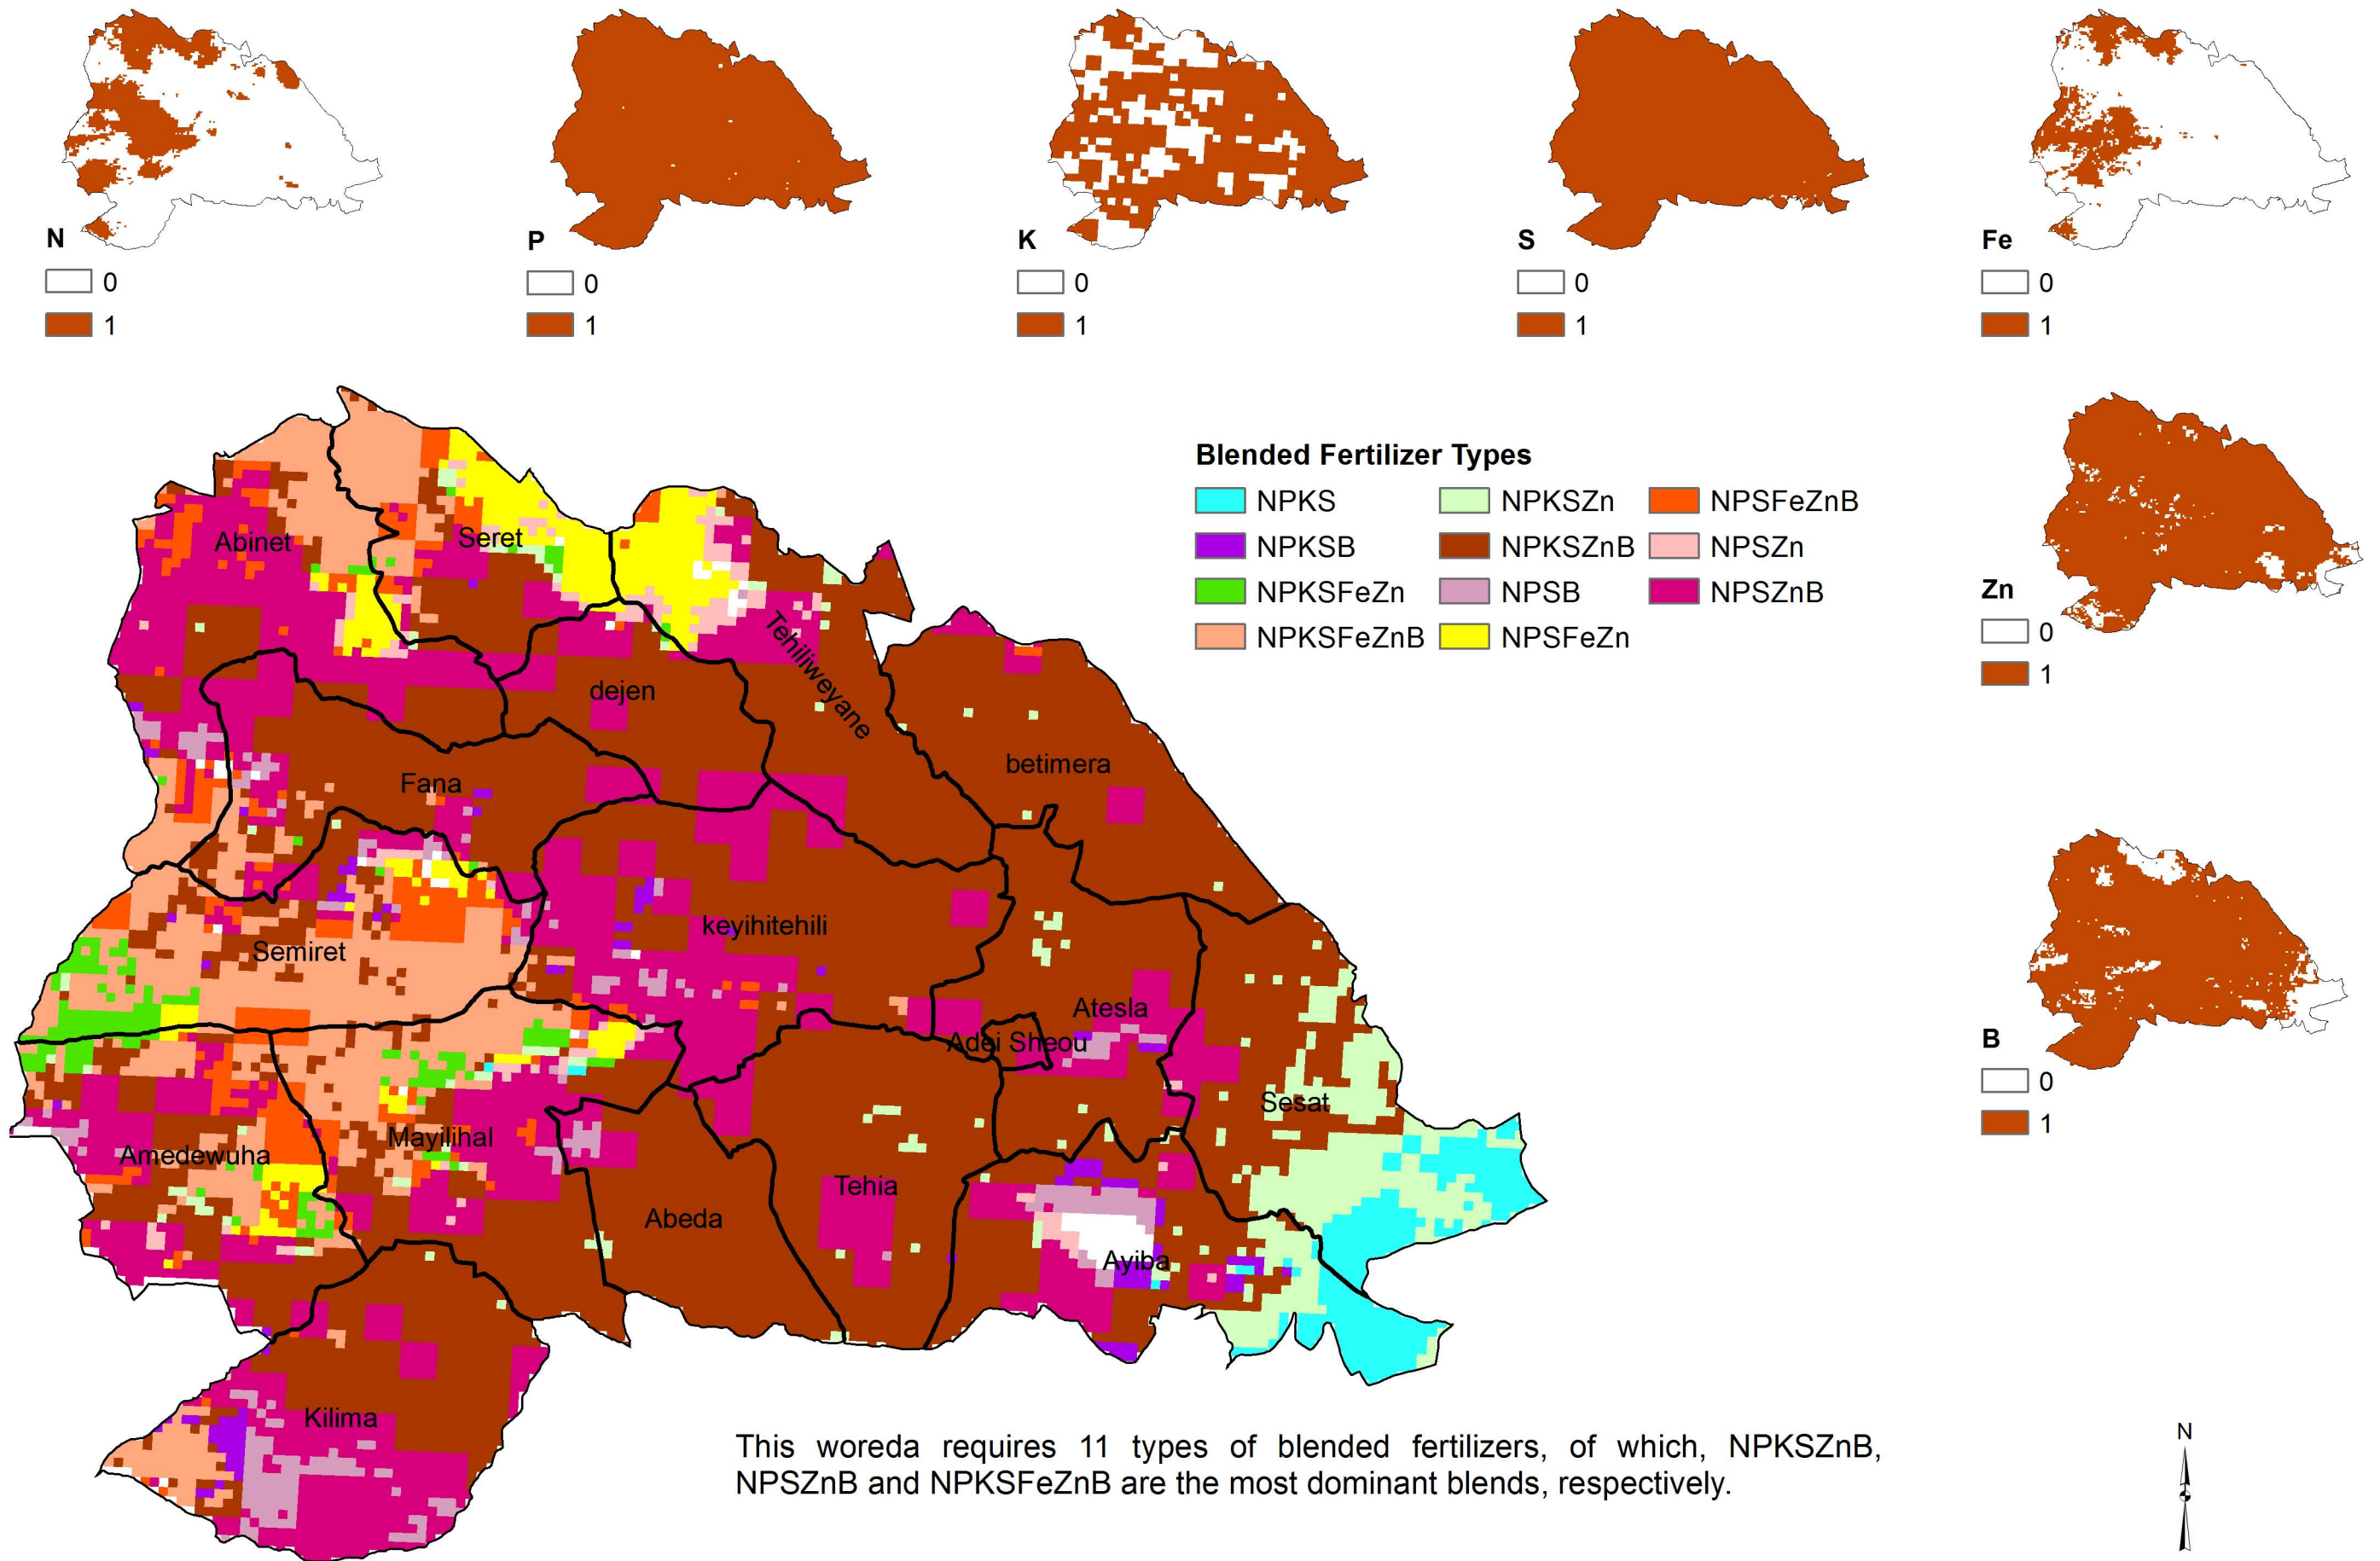 N
0
1
P
0
1
K
0
1
S
0
1
Fe
0
1
Blended Fertilizer Types
NPKS
NPKSB
NPKSFeZn
NPKSFeZnB
NPKSZn
NPKSZnB
NPSB
NPSFeZn
NPSFeZnB
NPSZn
NPSZnB
Zn
0
1
B
0
1
Abinet
Seret
Tehiliweyane
dejen
betimera
Fana
keyihitehili
Semiret
Atesla
Adei Sheou
Sesat
Mayilihal
Amedewuha
Tehia
Abeda
Ayiba
Kilima
This woreda requires 11 types of blended fertilizers, of which, NPKSZnB,
NPSZnB and NPKSFeZnB are the most dominant blends, respectively.
N